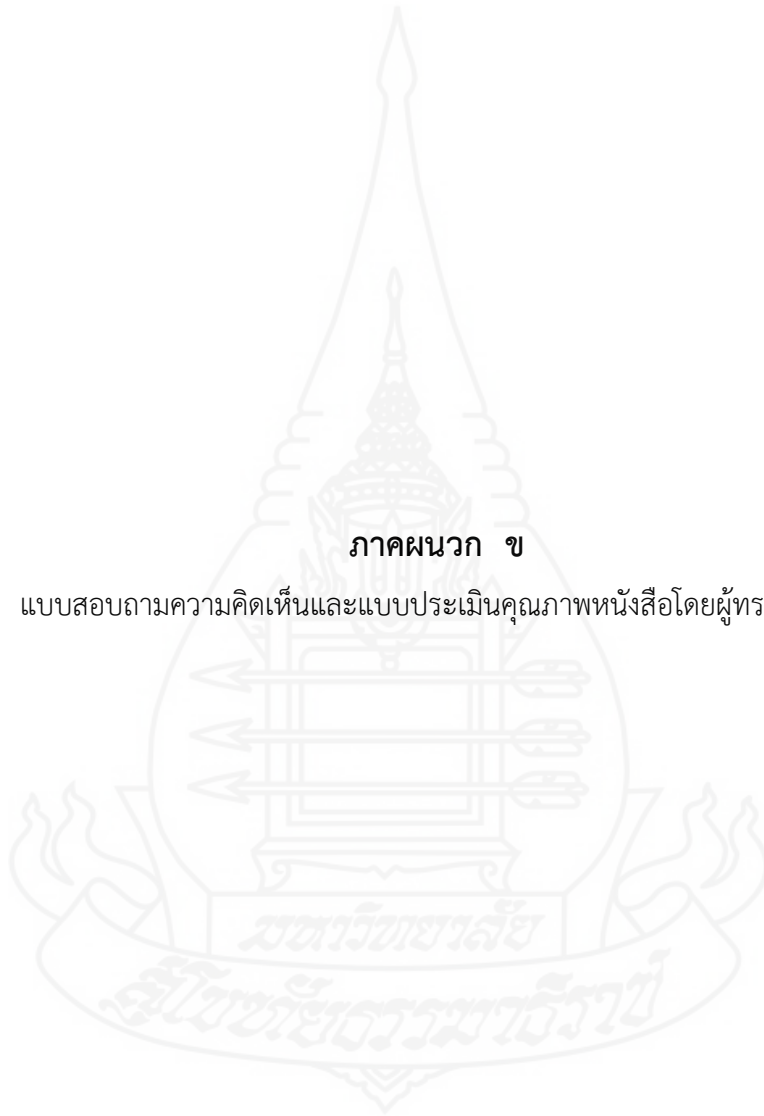 ภาคผนวก ข
แบบสอบถามความคิดเห็นและแบบประเมินคุณภาพหนังสือโดยผู้ทร
มหาวิทยาลัย
สุโขทัยธรรมาธิราช